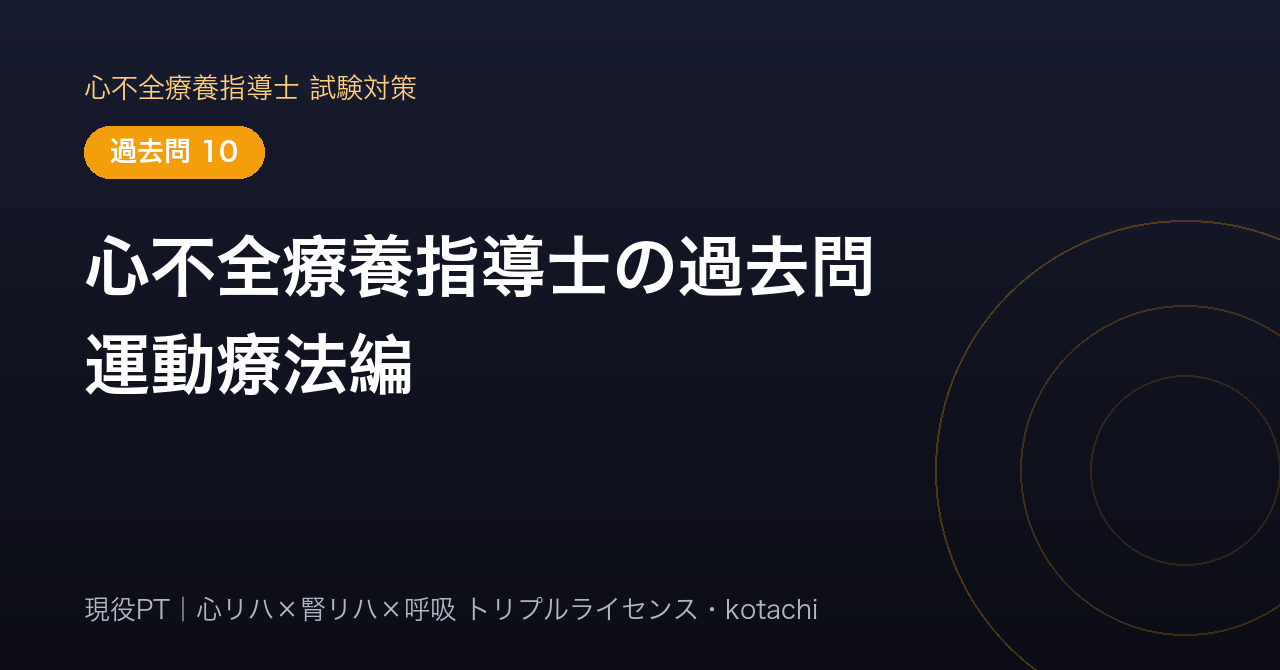 心不全療養指導士 試験対策
過去問 10
心不全療養指導士の過去問
運動療法編
現役PT｜心リハ×腎リハ×呼吸 トリプルライセンス・kotachi